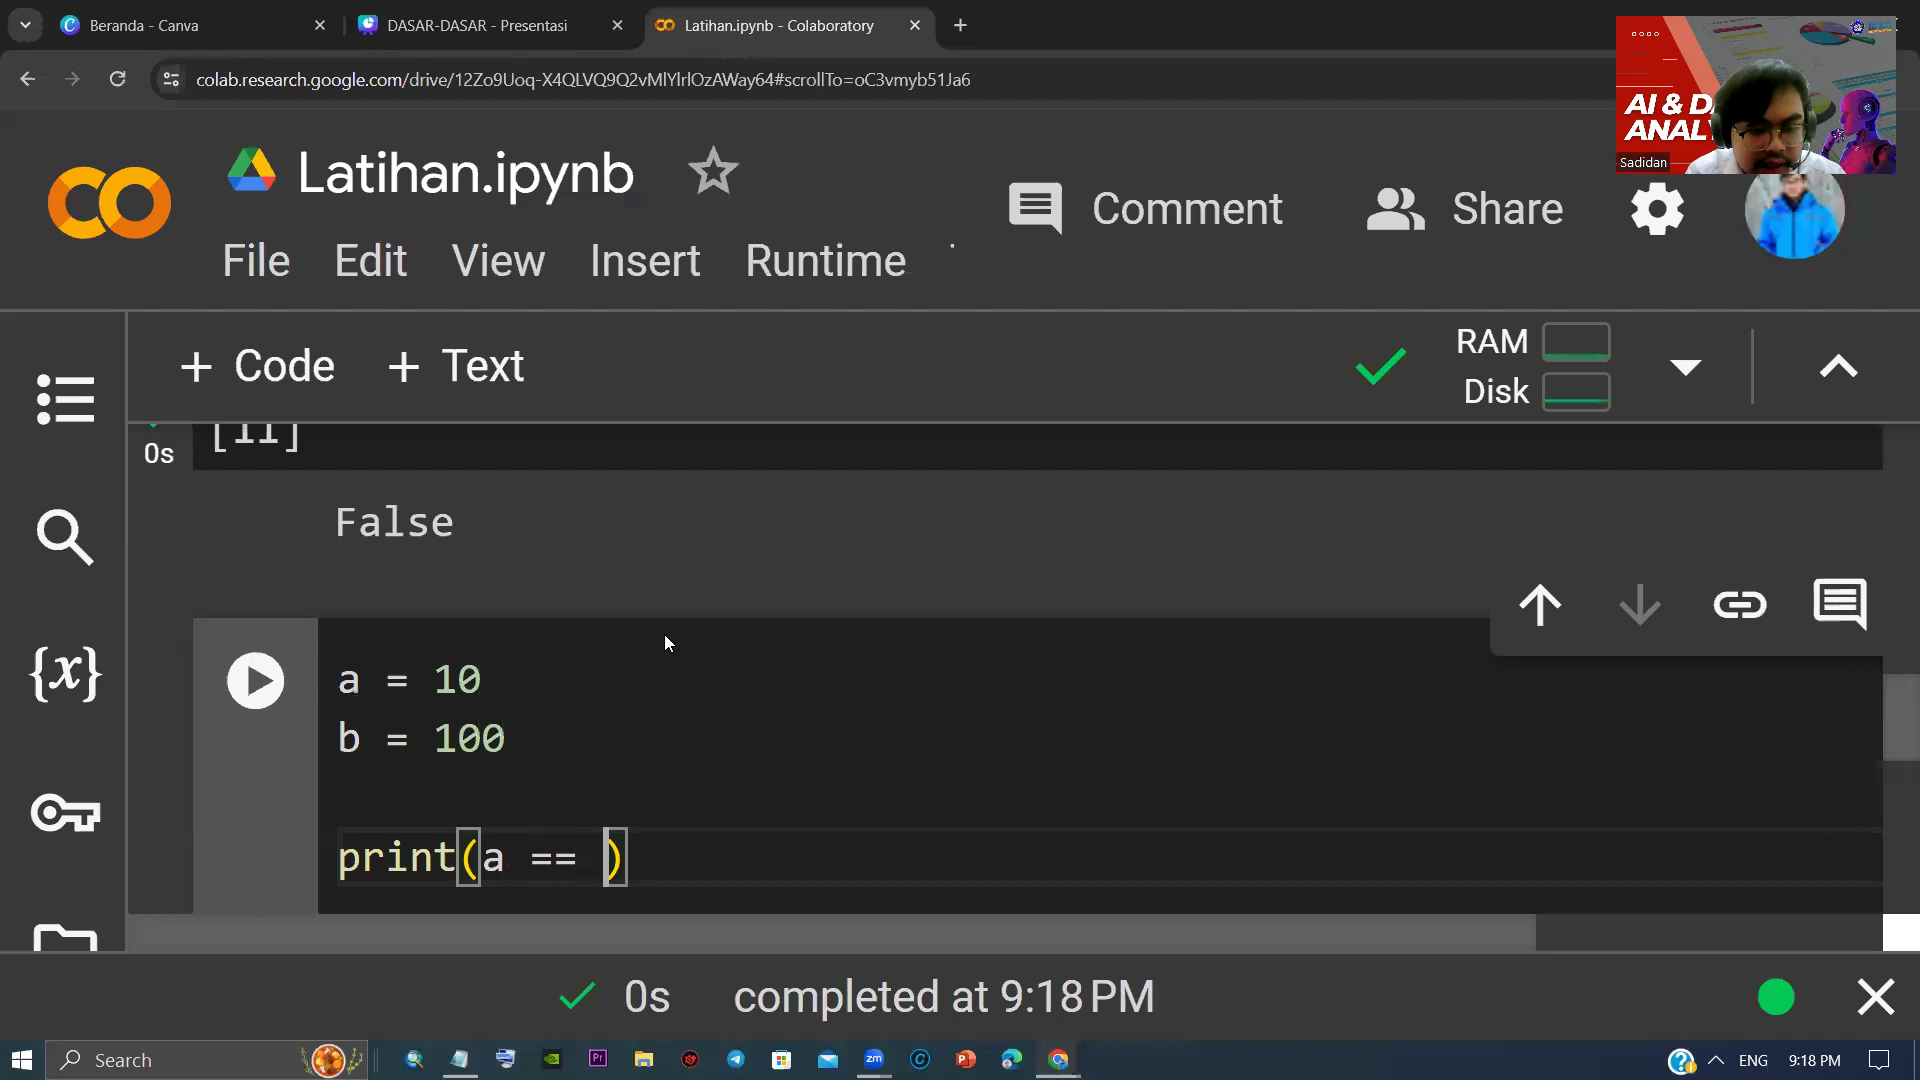 Beranda - Canva
DASAR-DASAR - Presentasi
Latihan.ipynb - Colaboratory
colab.research.google.com/drive/12Zo9Uoq-X4QLVQ9Q2vMlYlrlOzAWay64#scrollTo=oC3vmyb51Ja6
AI & D
ANAL
Sadidan
Latihan.ipynb
Comment
Share
File Edit View Insert Runtime
+ Code + Text
RAM
Disk
0s
[11]
False
{x}
a = 10
b = 100
print(a == )
0s completed at 9:18 PM
Search
ENG
9:18 PM